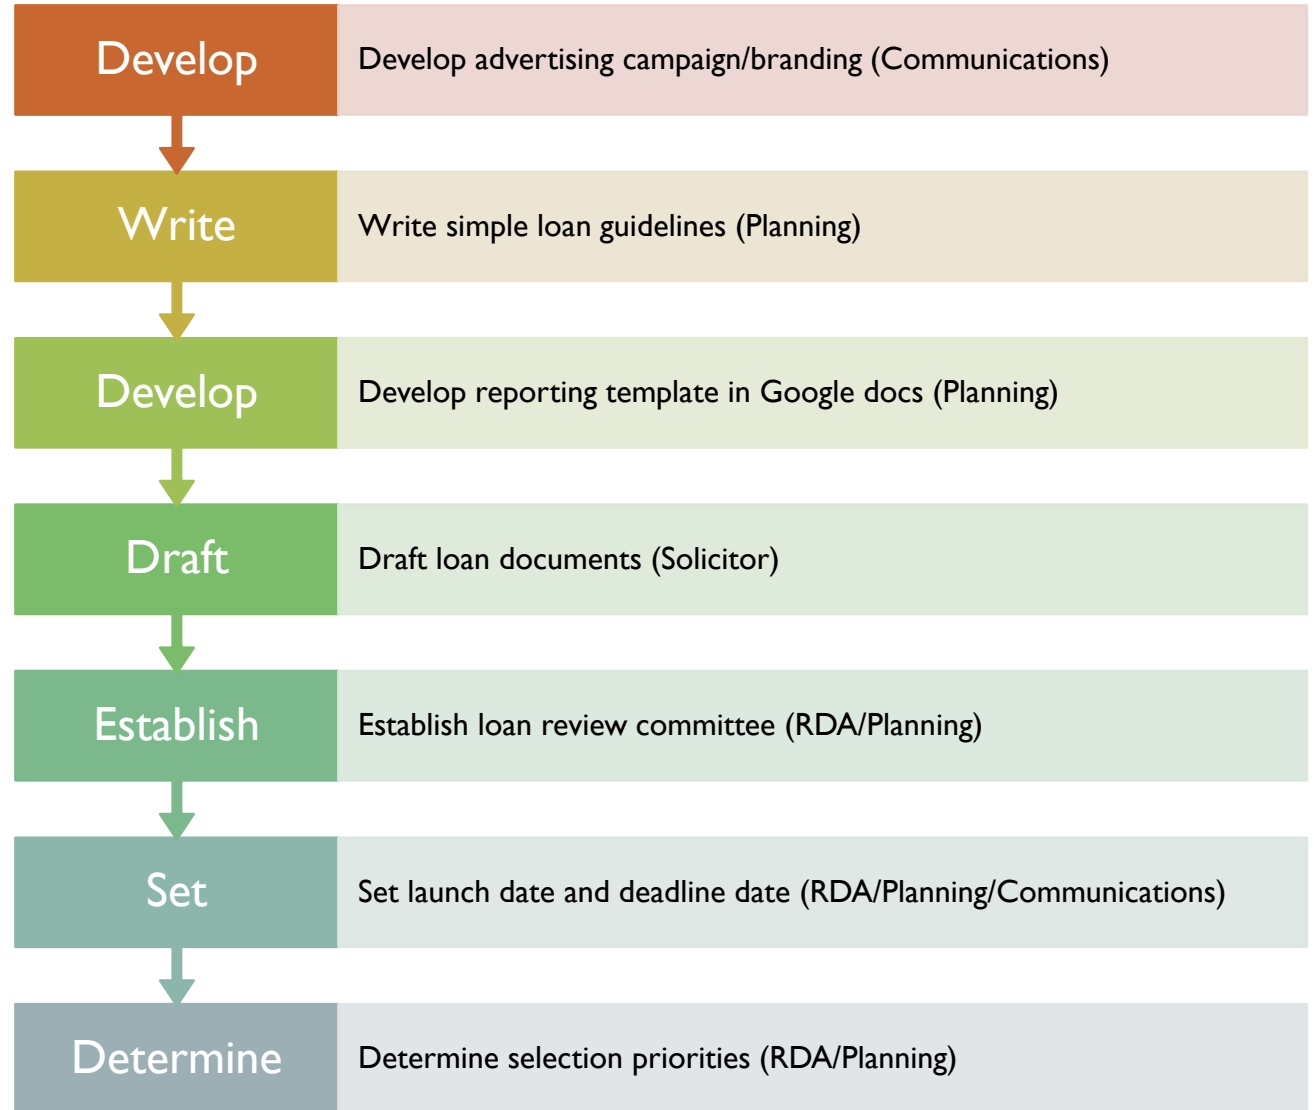 Develop
Develop advertising campaign/branding (Communications)
Write
Write simple loan guidelines (Planning)
Develop
Develop reporting template in Google docs (Planning)
Draft
Draft loan documents (Solicitor)
Establish
Establish loan review committee (RDA/Planning)
Set
Set launch date and deadline date (RDA/Planning/Communications)
Determine
Determine selection priorities (RDA/Planning)